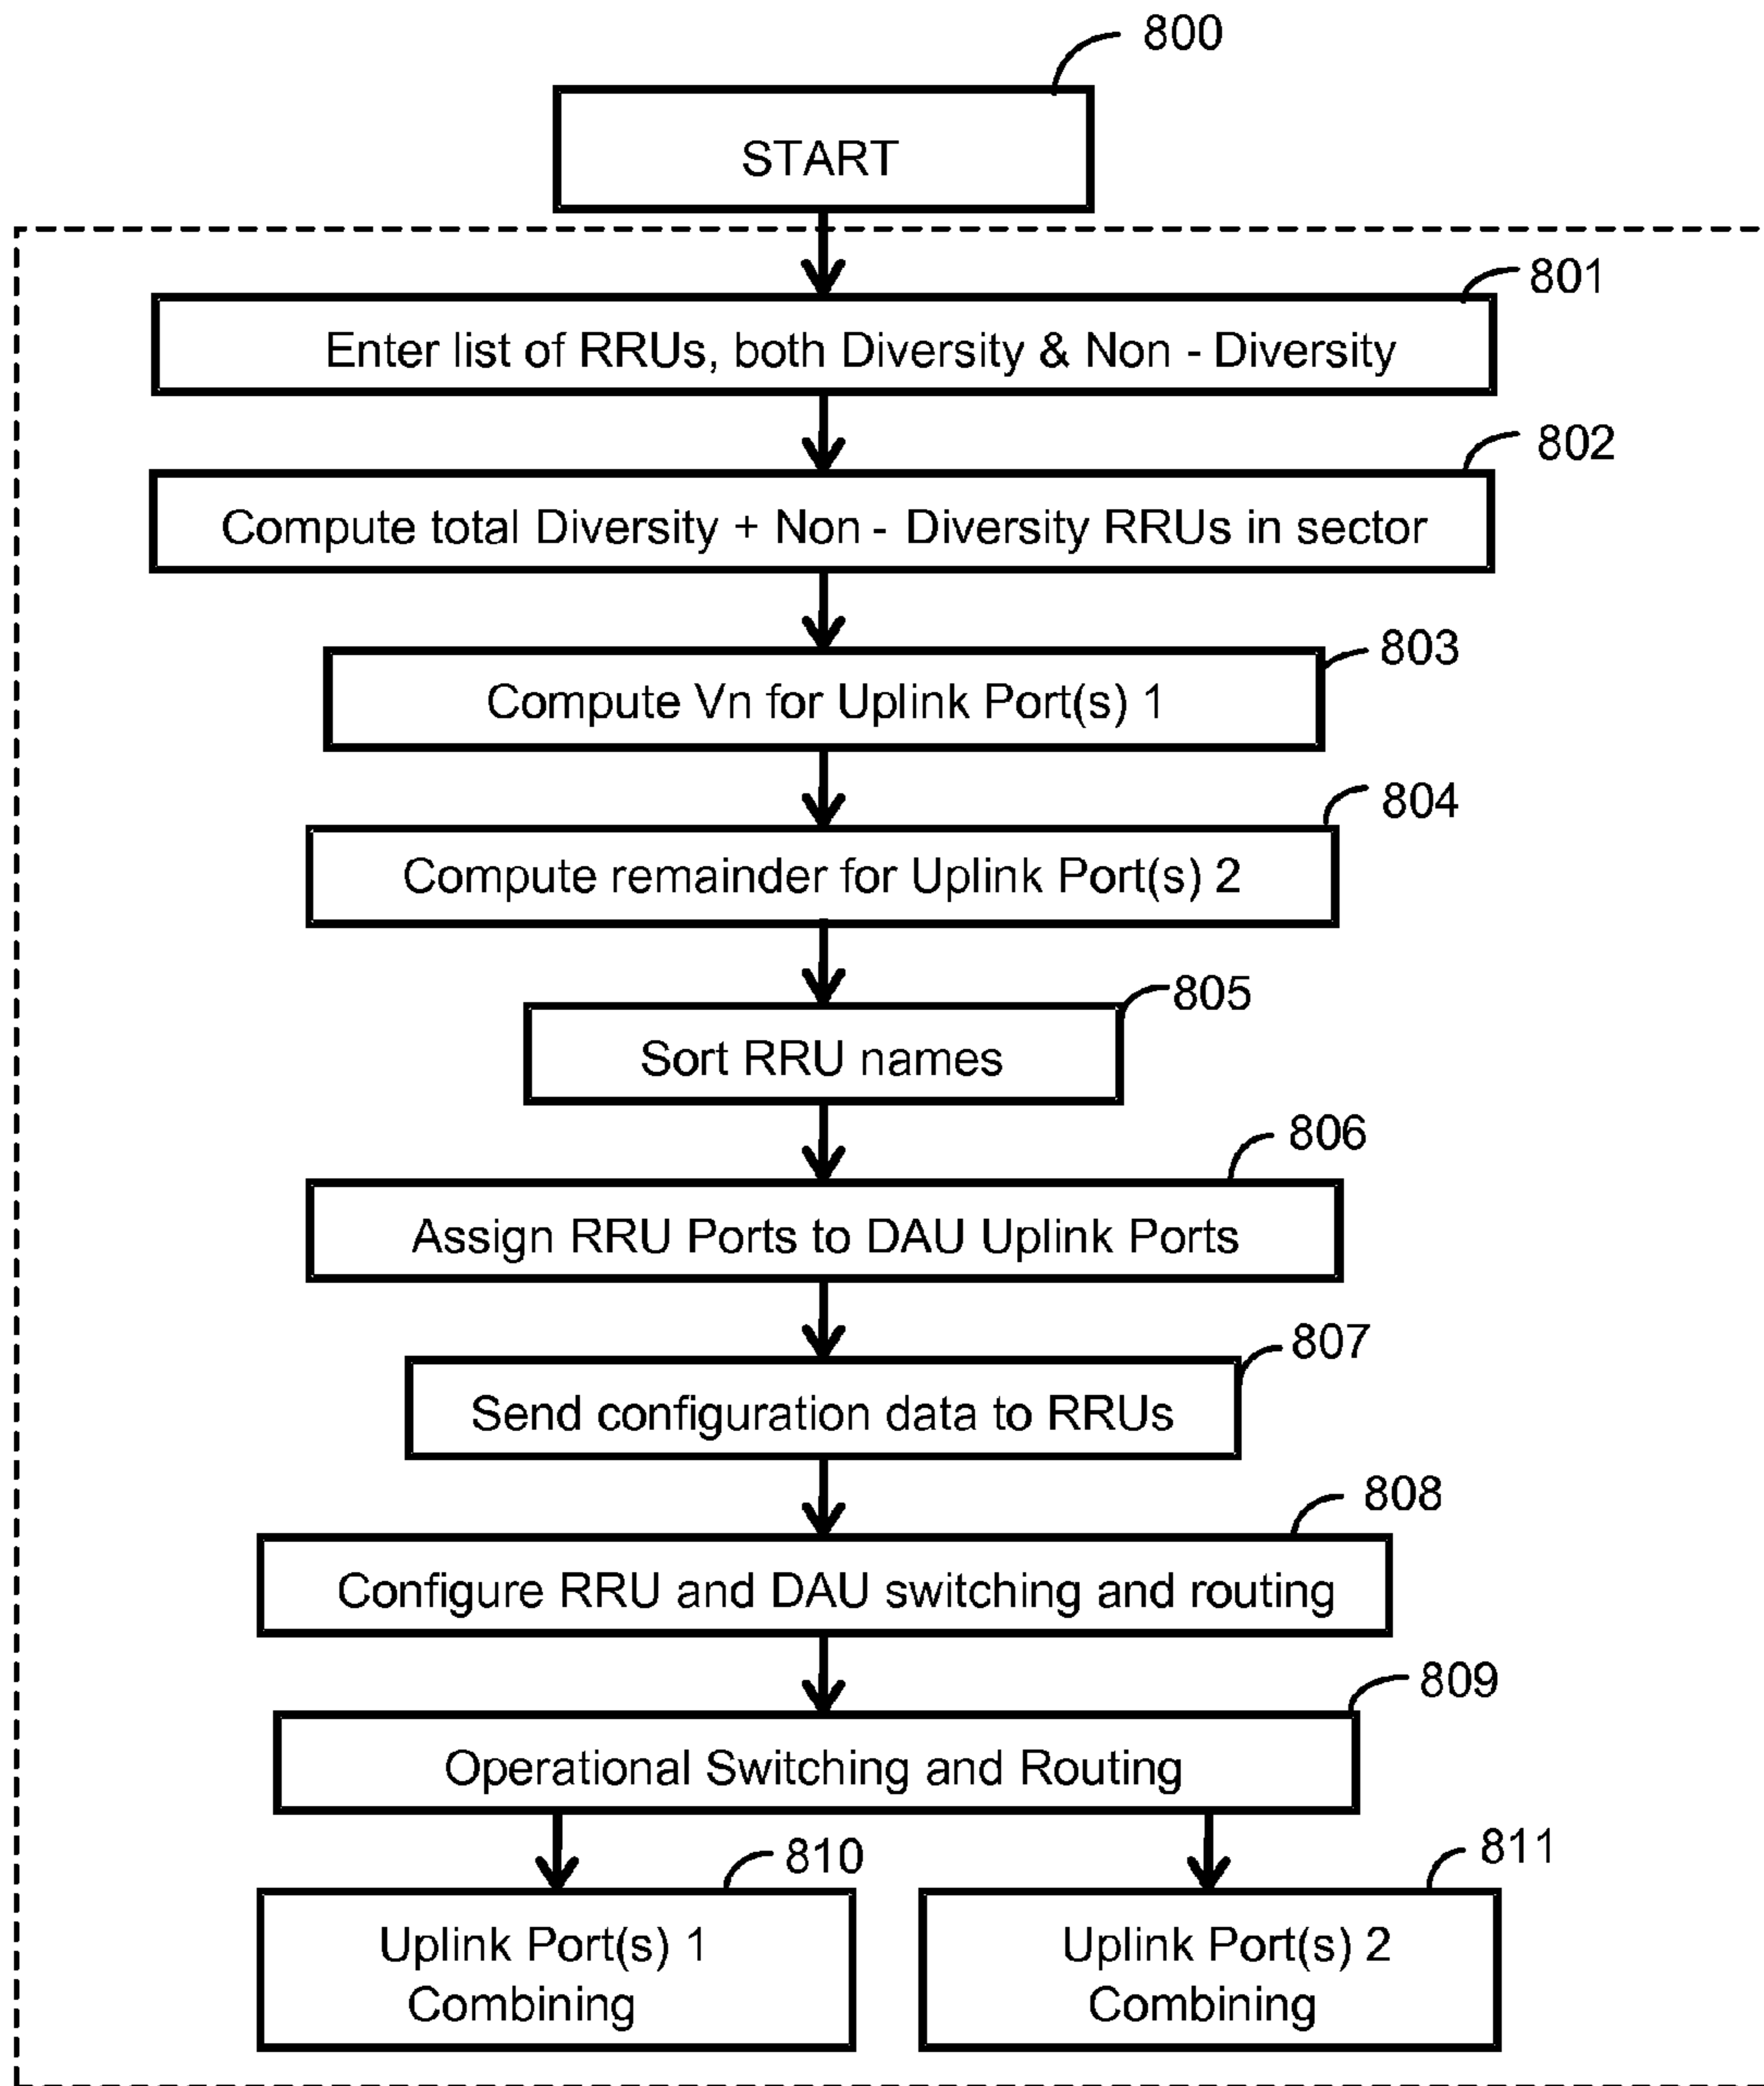 800
START
801
Enter list of RRUs, both Diversity & Non - Diversity
802
Compute total Diversity + Non - Diversity RRUs in sector
803
Compute Vn for Uplink Port(s) 1
804
Compute remainder for Uplink Port(s) 2
805
Sort RRU names
806
Assign RRU Ports to DAU Uplink Ports
807
Send configuration data to RRUs
808
Configure RRU and DAU switching and routing
809
Operational Switching and Routing
810
Uplink Port(s) 1
Combining
811
Uplink Port(s) 2
Combining